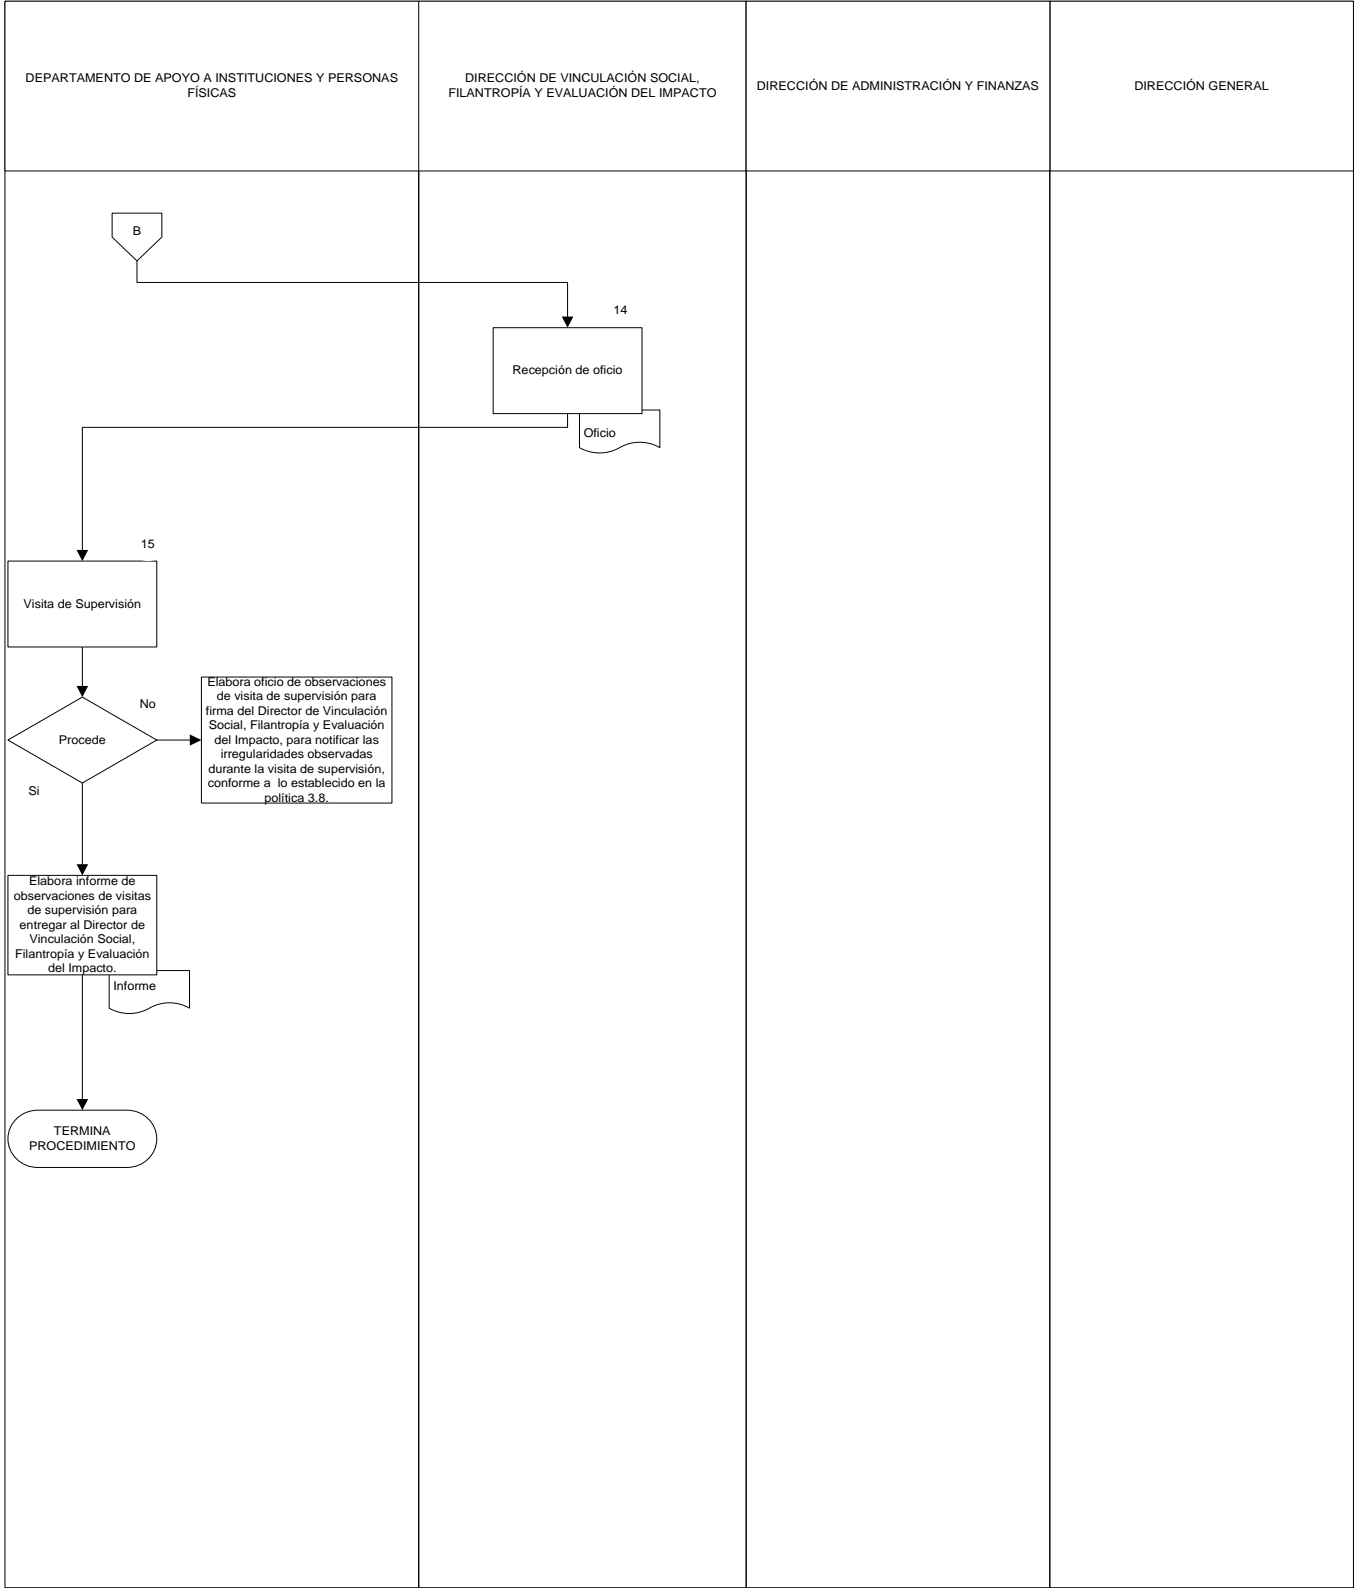 DEPARTAMENTO DE APOYO A INSTITUCIONES Y PERSONAS
FÍSICAS
DIRECCIÓN DE VINCULACIÓN SOCIAL,
FILANTROPÍA Y EVALUACIÓN DEL IMPACTO
DIRECCIÓN DE ADMINISTRACIÓN Y FINANZAS
DIRECCIÓN GENERAL
B
14
Recepción de oficio
Oficio
15
Visita de Supervisión
Procede
No
Elabora oficio de observaciones
de visita de supervisión para
firma del Director de Vinculación
Social, Filantropía y Evaluación
del Impacto, para notificar las
irregularidades observadas
durante la visita de supervisión,
conforme a  lo establecido en la
política 3.8.
Si
Elabora informe de
observaciones de visitas
de supervisión para
entregar al Director de
Vinculación Social,
Filantropía y Evaluación
del Impacto.
Informe
TERMINA
PROCEDIMIENTO